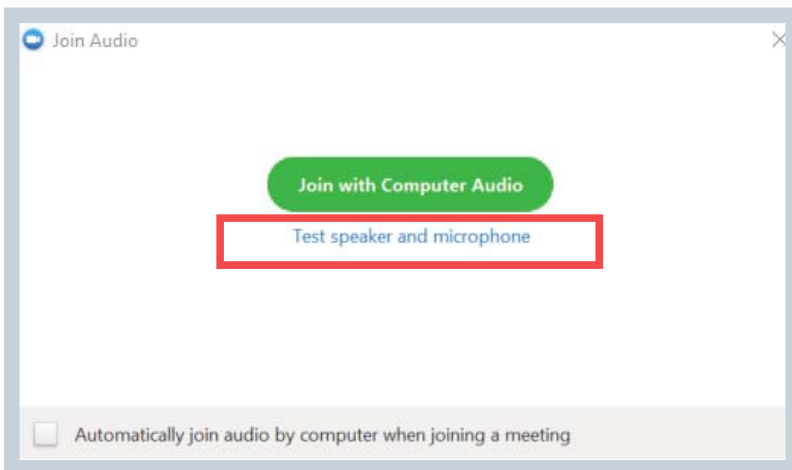 Join Audio
Join with Computer Audio
Test speaker and microphone
Automatically join audio by computer when joining a meeting